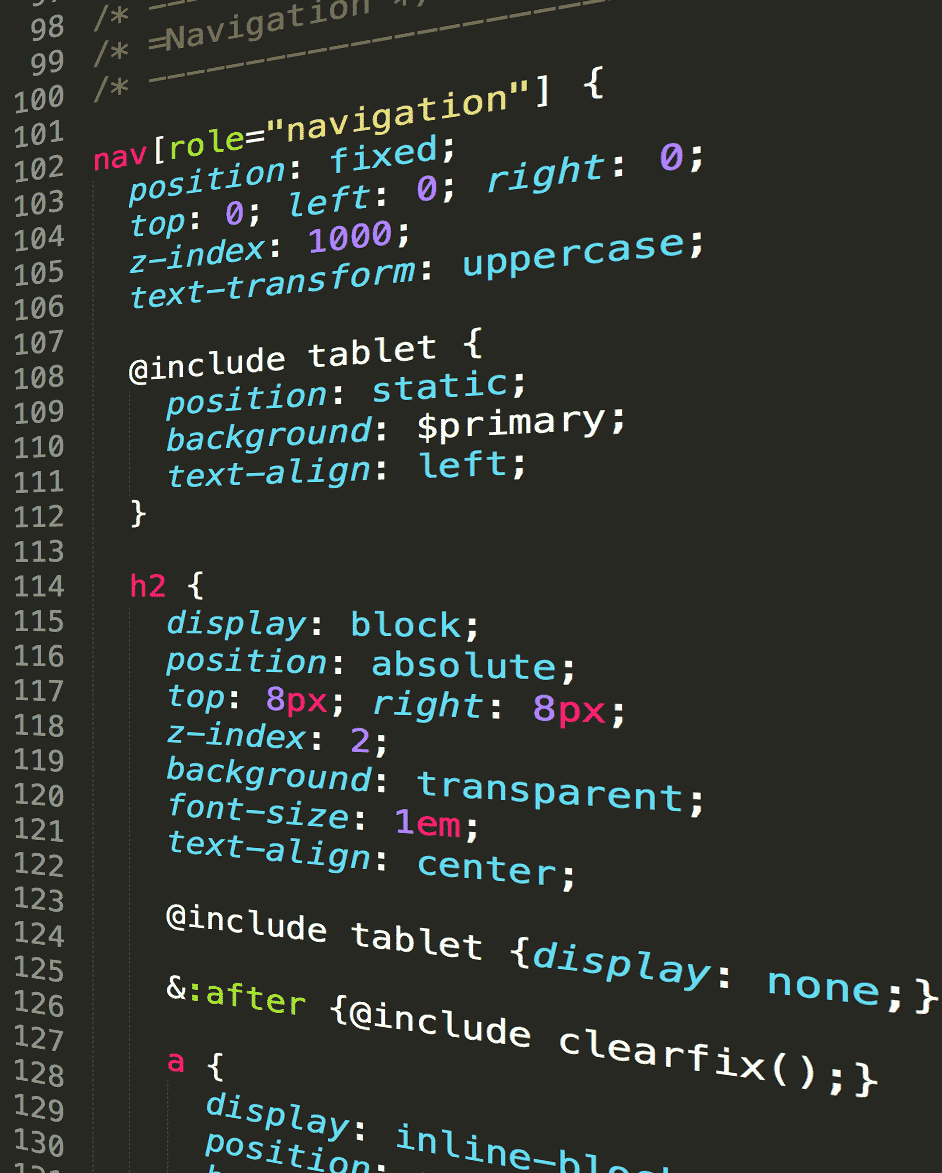 98 /* ––––––––––––––––
99 /* =Navigation */
100 /* ––––––––––––––––
101
102 nav[role="navigation"] {
103 position: fixed;
104 top: 0; left: 0; right: 0;
105 z-index: 1000;
106 text-transform: uppercase;
107
108 @include tablet {
109 position: static;
110 background: $primary;
111 text-align: left;
112 }
113
114 h2 {
115 display: block;
116 position: absolute;
117 top: 8px; right: 8px;
118 z-index: 2;
119 background: transparent;
120 font-size: 1em;
121 text-align: center;
122
123 @include tablet {display: none;}
124
125 &:after {@include clearfix();}
126
127 a {
128 display: inline-block
129 position:
130